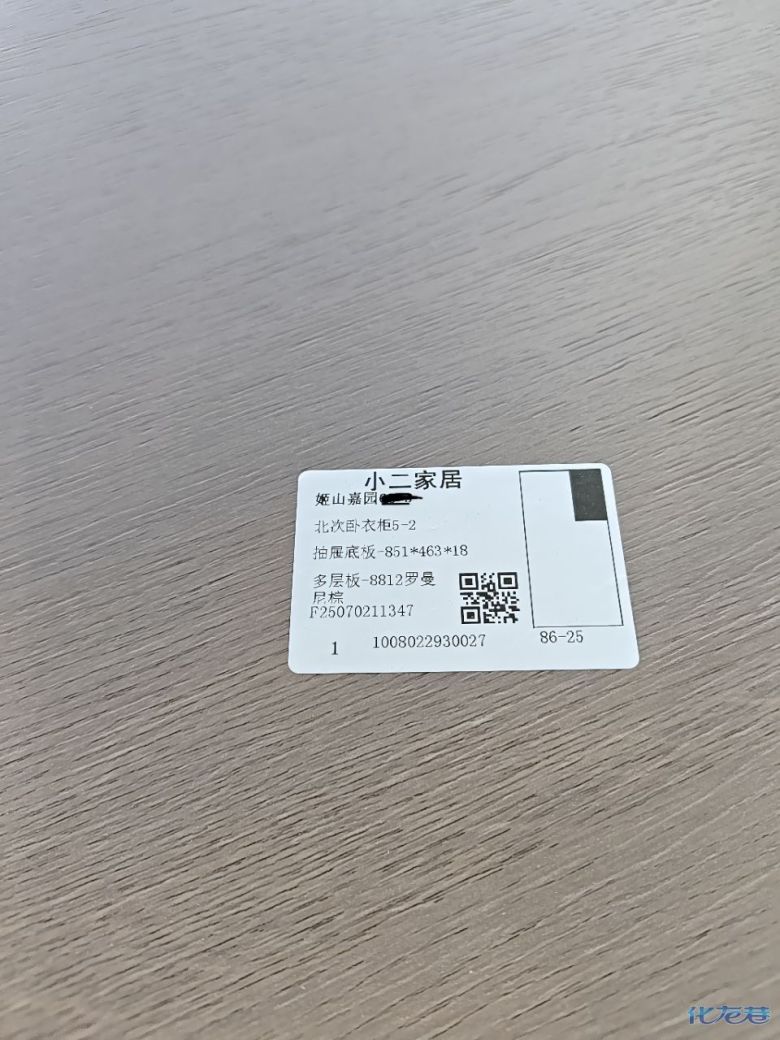 小二家居
姬山嘉园
北次卧衣柜5-2
抽屉底板-851*463*18
多层板-8812罗曼
尼棕
F25070211347
1
1008022930027
86-25
化龙巷